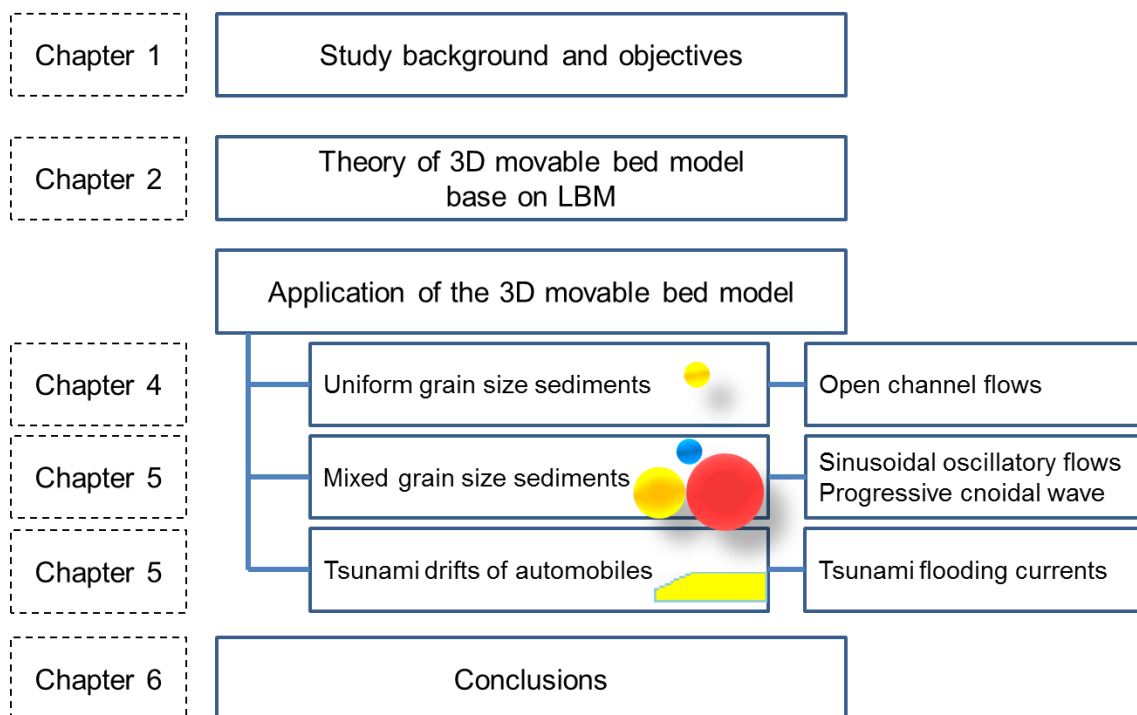 Chapter 1
Study background and objectives
Chapter 2
Theory of 3D movable bed model
base on LBM
Application of the 3D movable bed model
Chapter 4
Uniform grain size sediments
Open channel flows
Chapter 5
Mixed grain size sediments
Sinusoidal oscillatory flows
Progressive cnoidal wave
Chapter 5
Tsunami drifts of automobiles
Tsunami flooding currents
Chapter 6
Conclusions